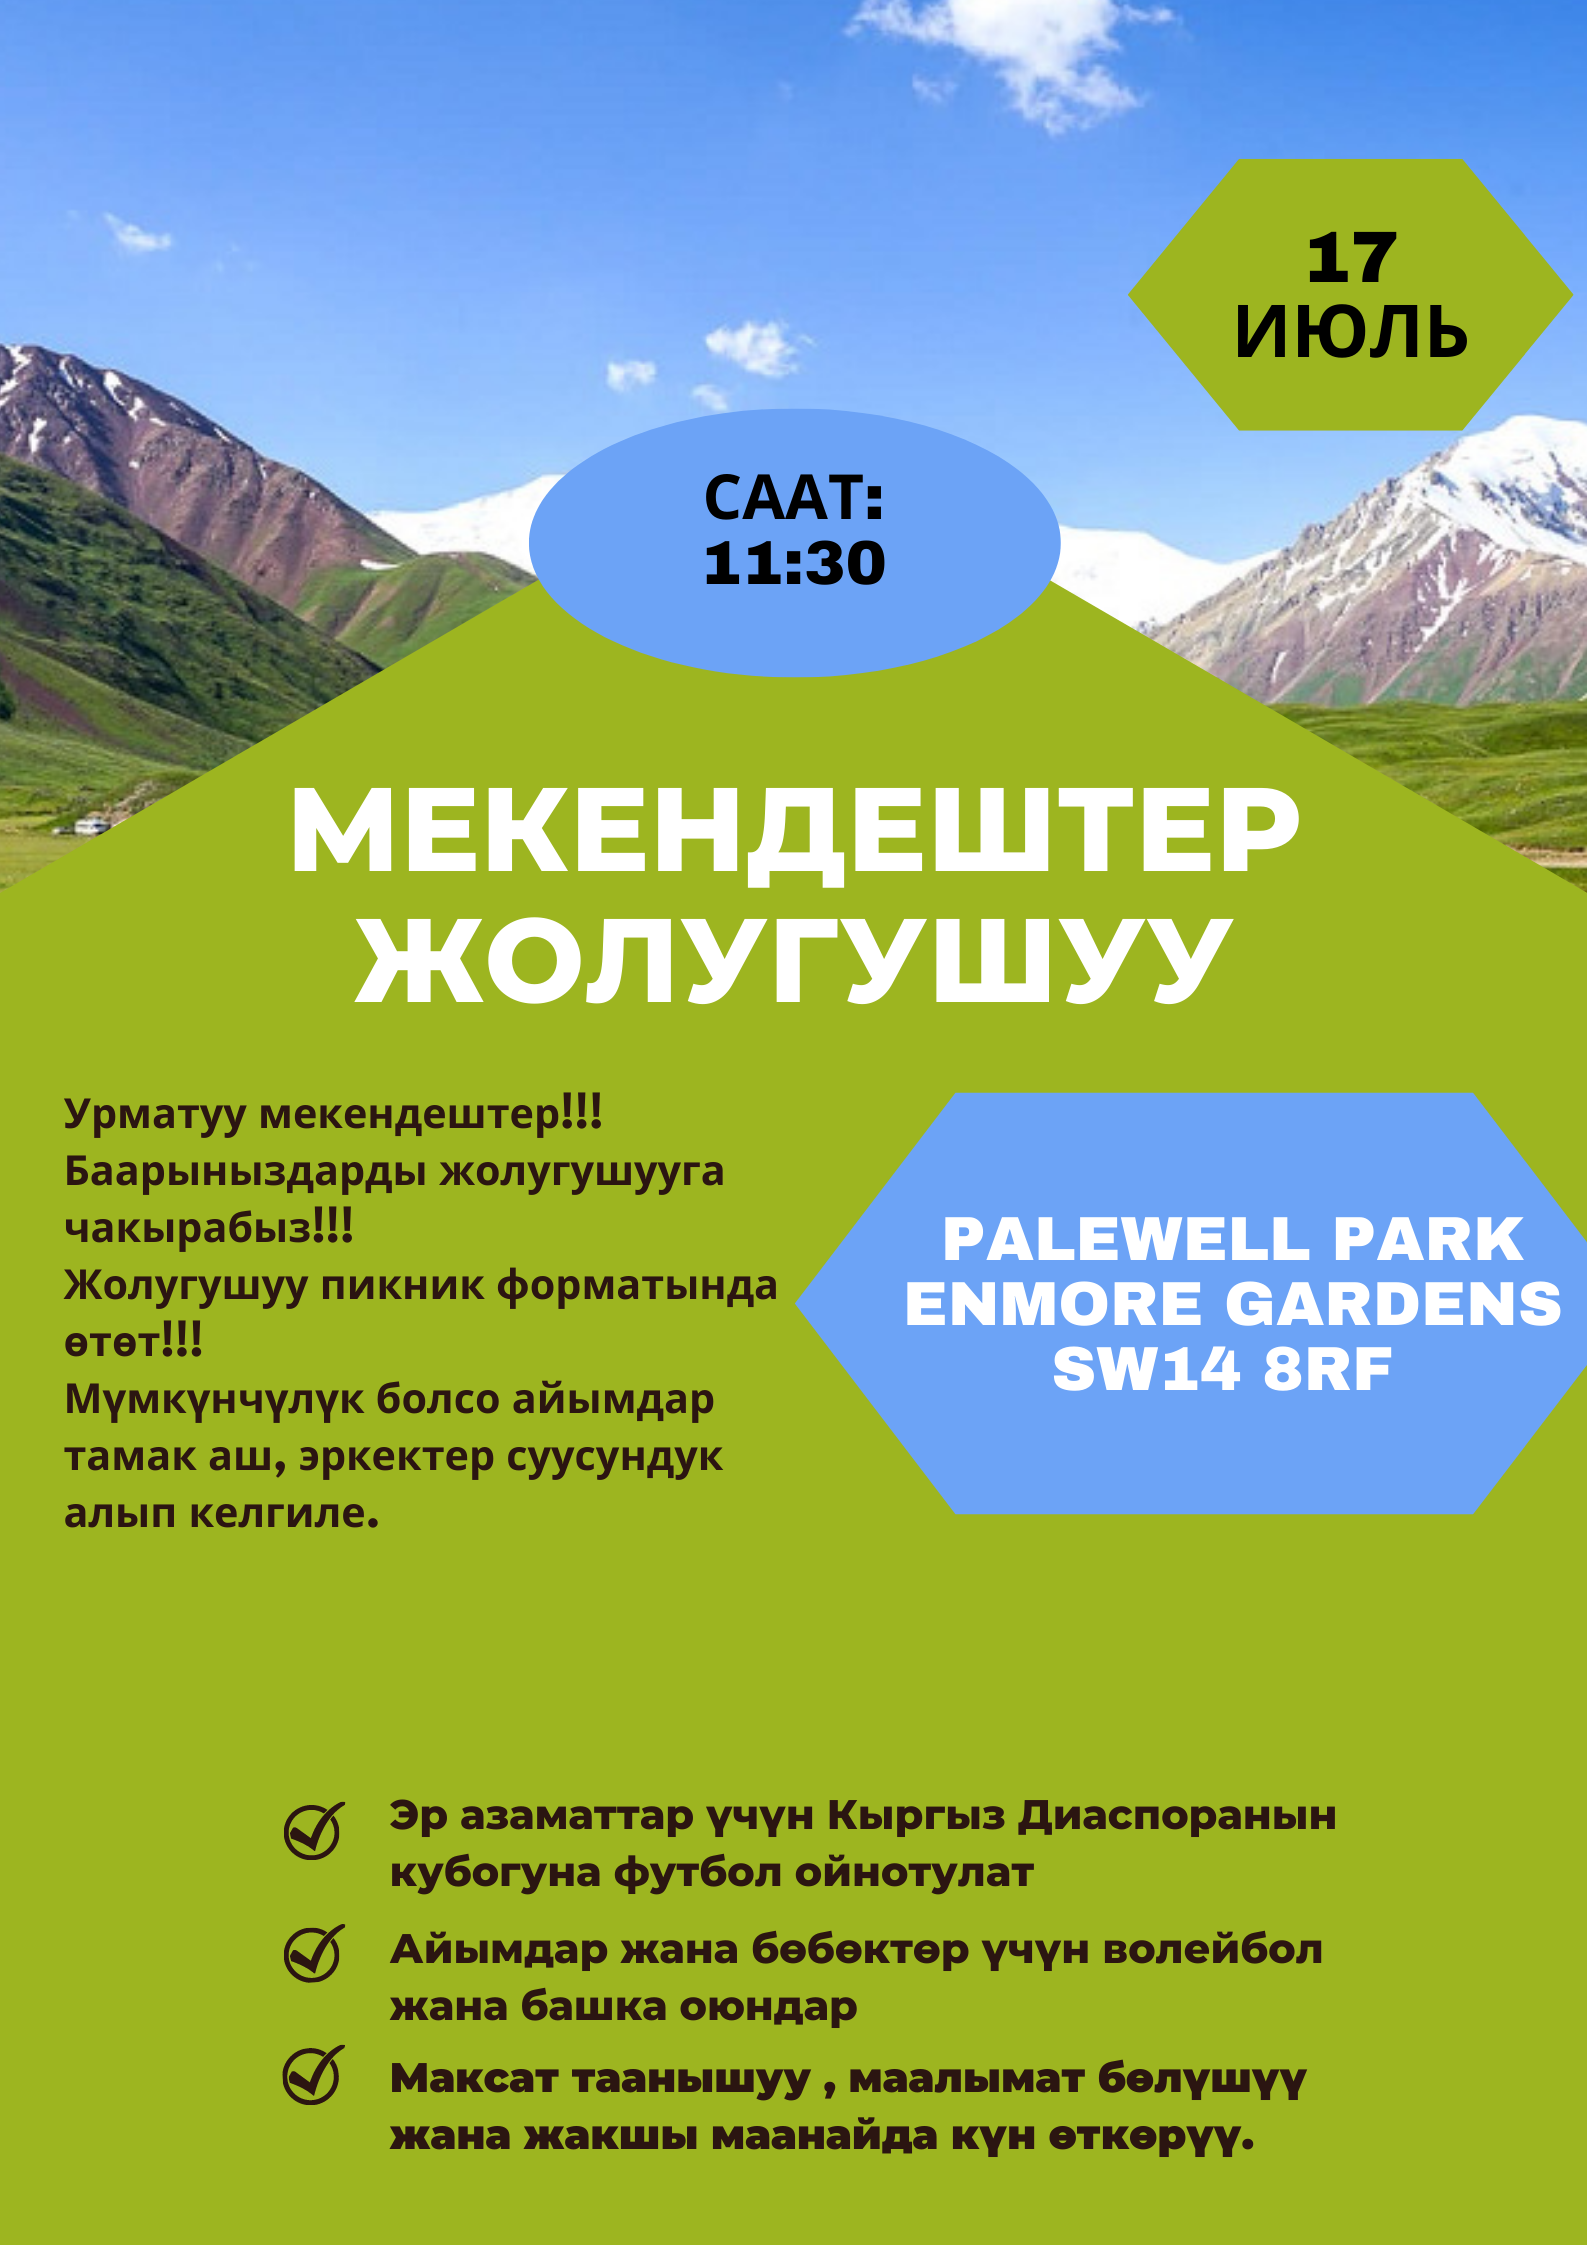 17
ИЮЛЬ
СААТ:
11:30
МЕКЕНДЕШТЕР
ЖОЛУГУШУУ
Урматуу мекендештер!!!
Баарыныздарды жолугушууга
чакырабыз!!!
Жолугушуу пикник форматында
өтөт!!!
Мүмкүнчүлүк болсо айымдар
тамак аш, эркектер суусундук
алып келгиле.
PALEWELL PARK
ENMORE GARDENS
SW14 8RF
Эр азаматтар үчүн Кыргыз Диаспоранын
кубогуна футбол ойнотулат
Айымдар жана бөбөктөр үчүн волейбол
жана башка оюндар
Максат таанышуу , маалымат бөлүшүү
жана жакшы маанайда күн өткөрүү.